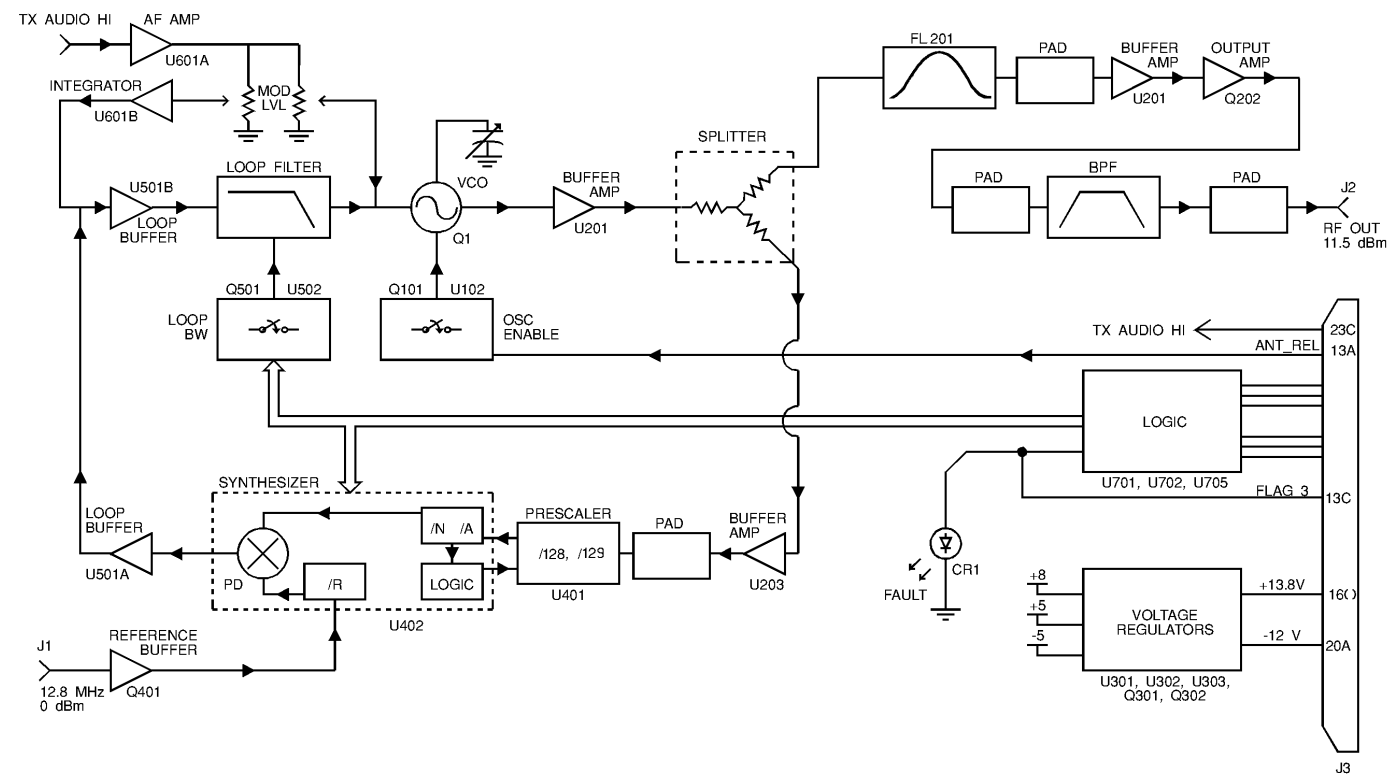 TX AUDIO HI
AF AMP
U601A
INTEGRATOR
U601B
MOD
LVL
U501B
LOOP
BUFFER
LOOP FILTER
VCO
Q1
BUFFER
AMP
U201
SPLITTER
FL201
PAD
BUFFER
AMP
U201
OUTPUT
AMP
Q202
PAD
BPF
PAD
J2
RF OUT
11.5 dBm
Q501 U502
LOOP
BW
Q101 U102
OSC
ENABLE
TX AUDIO HI
23C
ANT_REL
13A
LOGIC
U701, U702, U705
FLAG 3
13C
SYNTHESIZER
LOOP
BUFFER
U501A
PD
/N /A
LOGIC
/R
U402
PRESCALER
/128, /129
U401
PAD
BUFFER
AMP
U203
CR1
FAULT
+8
+5
-5
VOLTAGE
REGULATORS
U301, U302, U303,
Q301, Q302
+13.8V
16C
-12 V
20A
J3
J1
12.8 MHz
0 dBm
REFERENCE
BUFFER
Q401